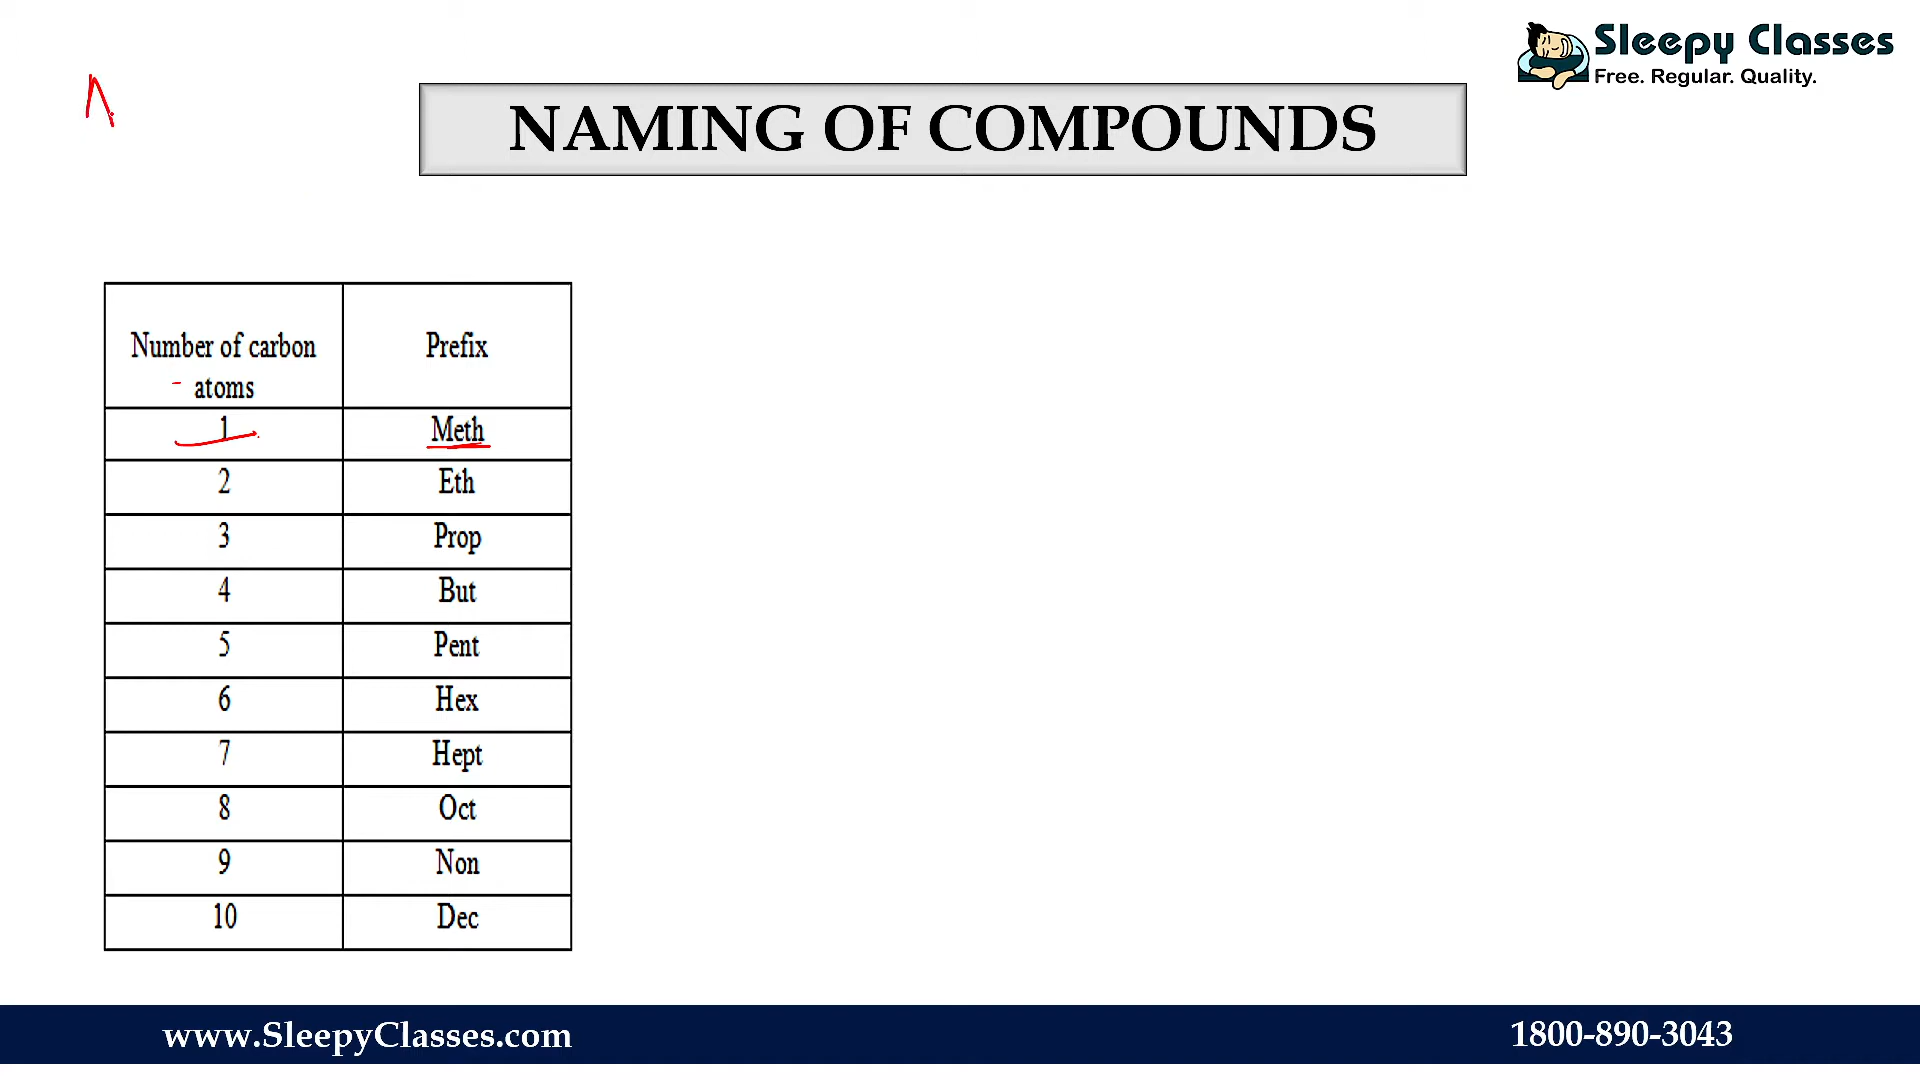 Sleepy Classes
Free. Regular. Quality.
NAMING OF COMPOUNDS
Number of carbon atoms Prefix
1 Meth
2 Eth
3 Prop
4 But
5 Pent
6 Hex
7 Hept
8 Oct
9 Non
10 Dec
www.SleepyClasses.com 1800-890-3043